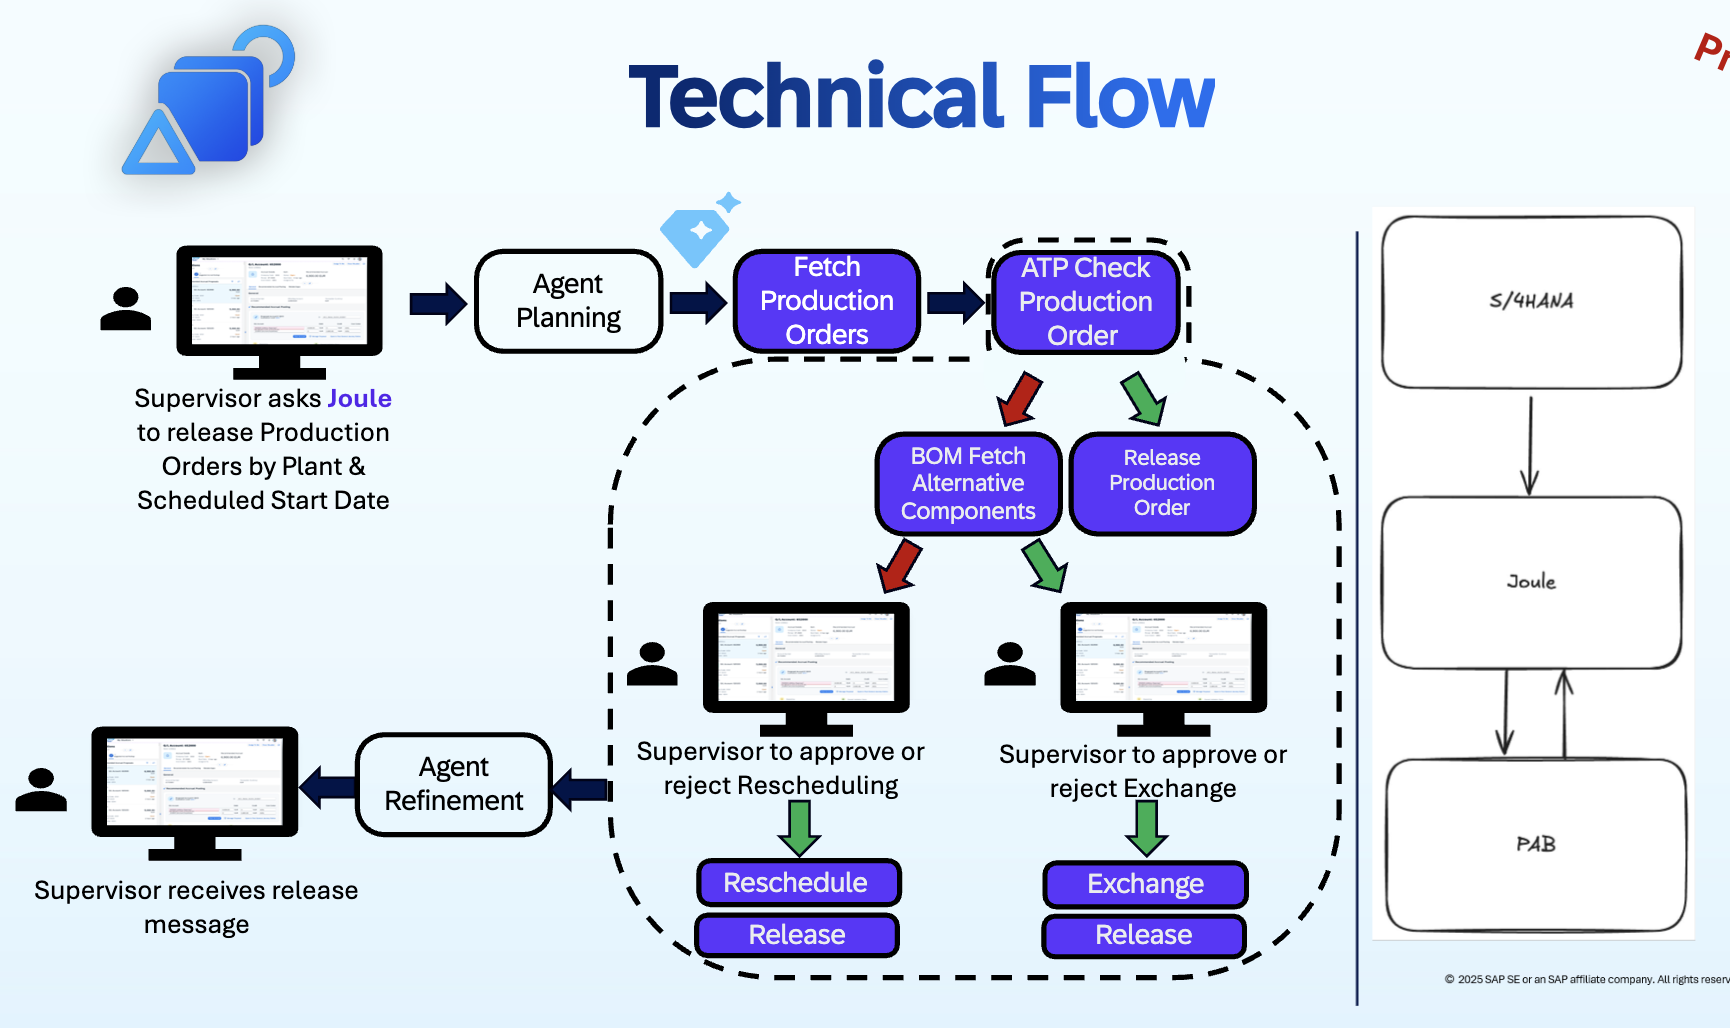 Technical Flow
Pr
Agent
Planning
Fetch
Production
Orders
ATP Check
Production
Order
Supervisor asks Joule
to release Production
Orders by Plant &
Scheduled Start Date
BOM Fetch
Alternative
Components
Release
Production
Order
Supervisor to approve or
reject Rescheduling
Supervisor to approve or
reject Exchange
Agent
Refinement
Reschedule
Release
Exchange
Release
Supervisor receives release
message
S/4HANA
Joule
PAB
© 2025 SAP SE or an SAP affiliate company. All rights reserv